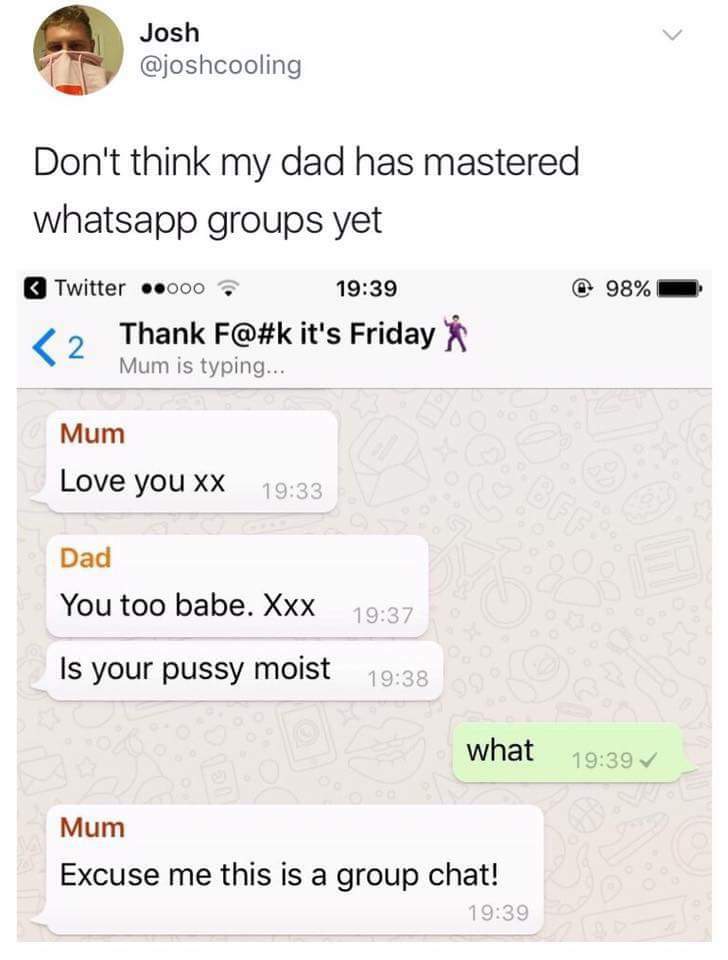 Josh
@joshcooling
Don't think my dad has mastered
whatsapp groups yet
Twitter 19:39 98%
2 Thank F@#k it's Friday🕺
Mum is typing...
Mum
Love you xx 19:33
Dad
You too babe. Xxx 19:37
Is your pussy moist 19:38
what 19:39
Mum
Excuse me this is a group chat!
19:39